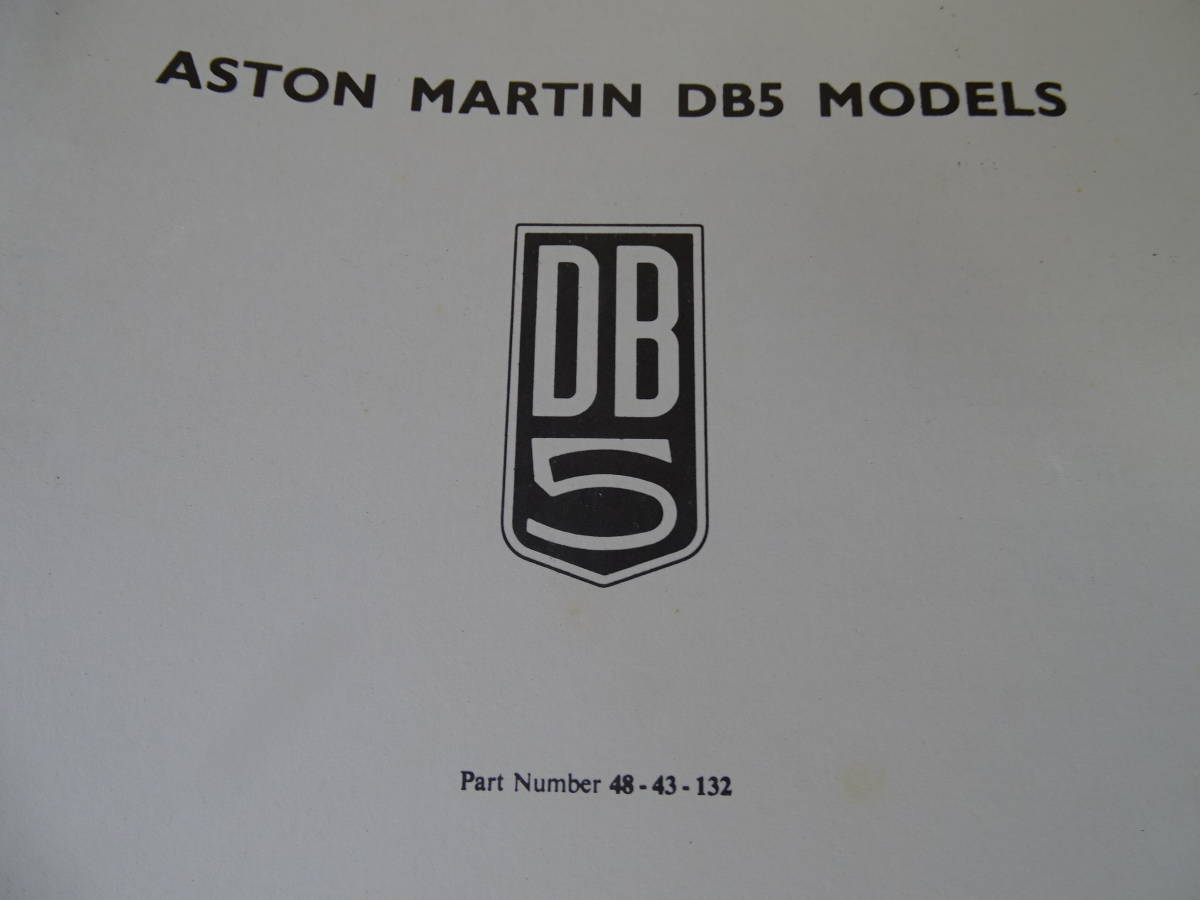 ASTON MARTIN DB5 MODELS
DB
5
Part Number 48-43-132